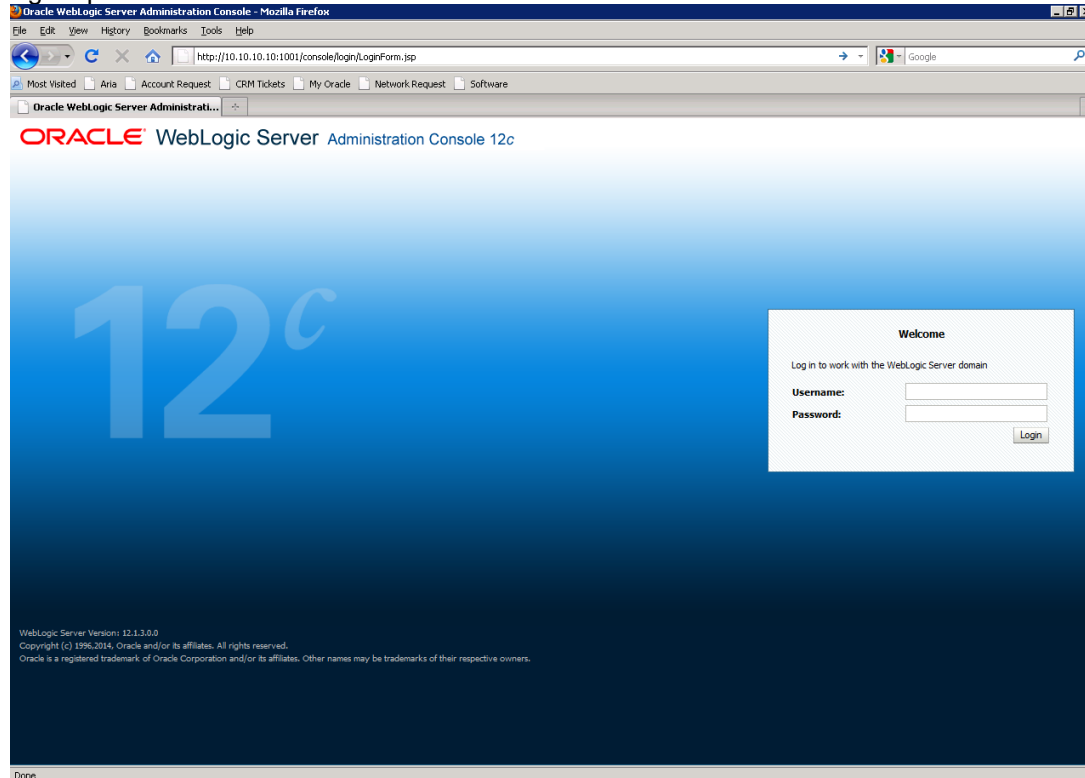 Oracle WebLogic Server Administration Console - Mozilla Firefox
File Edit View History Bookmarks Tools Help
http://10.10.10.10:1001/console/login/LoginForm.jsp Google
Most Visited Aria Account Request CRM Tickets My Oracle Network Request Software
Oracle WebLogic Server Administrati...
ORACLE WebLogic Server Administration Console 12c
12c
Welcome
Log in to work with the WebLogic Server domain
Username:
Password:
Login
WebLogic Server Version: 12.1.3.0.0
Copyright (c) 1996,2014, Oracle and/or its affiliates. All rights reserved.
Oracle is a registered trademark of Oracle Corporation and/or its affiliates. Other names may be trademarks of their respective owners.
Done